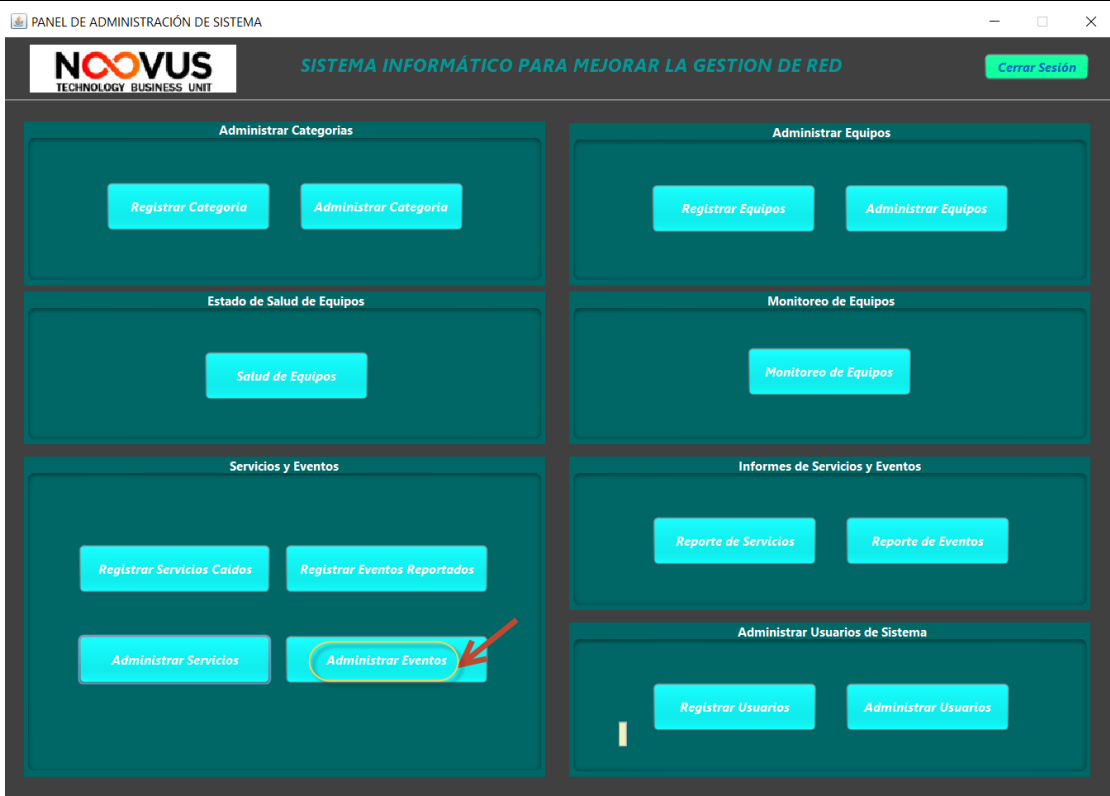 PANEL DE ADMINISTRACIÓN DE SISTEMA
NOOVUS
TECHNOLOGY BUSINESS UNIT
SISTEMA INFORMÁTICO PARA MEJORAR LA GESTION DE RED
Cerrar Sesión
Administrar Categorias
Registrar Categoria
Administrar Categoria
Administrar Equipos
Registrar Equipos
Administrar Equipos
Estado de Salud de Equipos
Salud de Equipos
Monitoreo de Equipos
Monitoreo de Equipos
Servicios y Eventos
Registrar Servicios Caidos
Registrar Eventos Reportados
Administrar Servicios
Administrar Eventos
Informes de Servicios y Eventos
Reporte de Servicios
Reporte de Eventos
Administrar Usuarios de Sistema
Registrar Usuarios
Administrar Usuarios